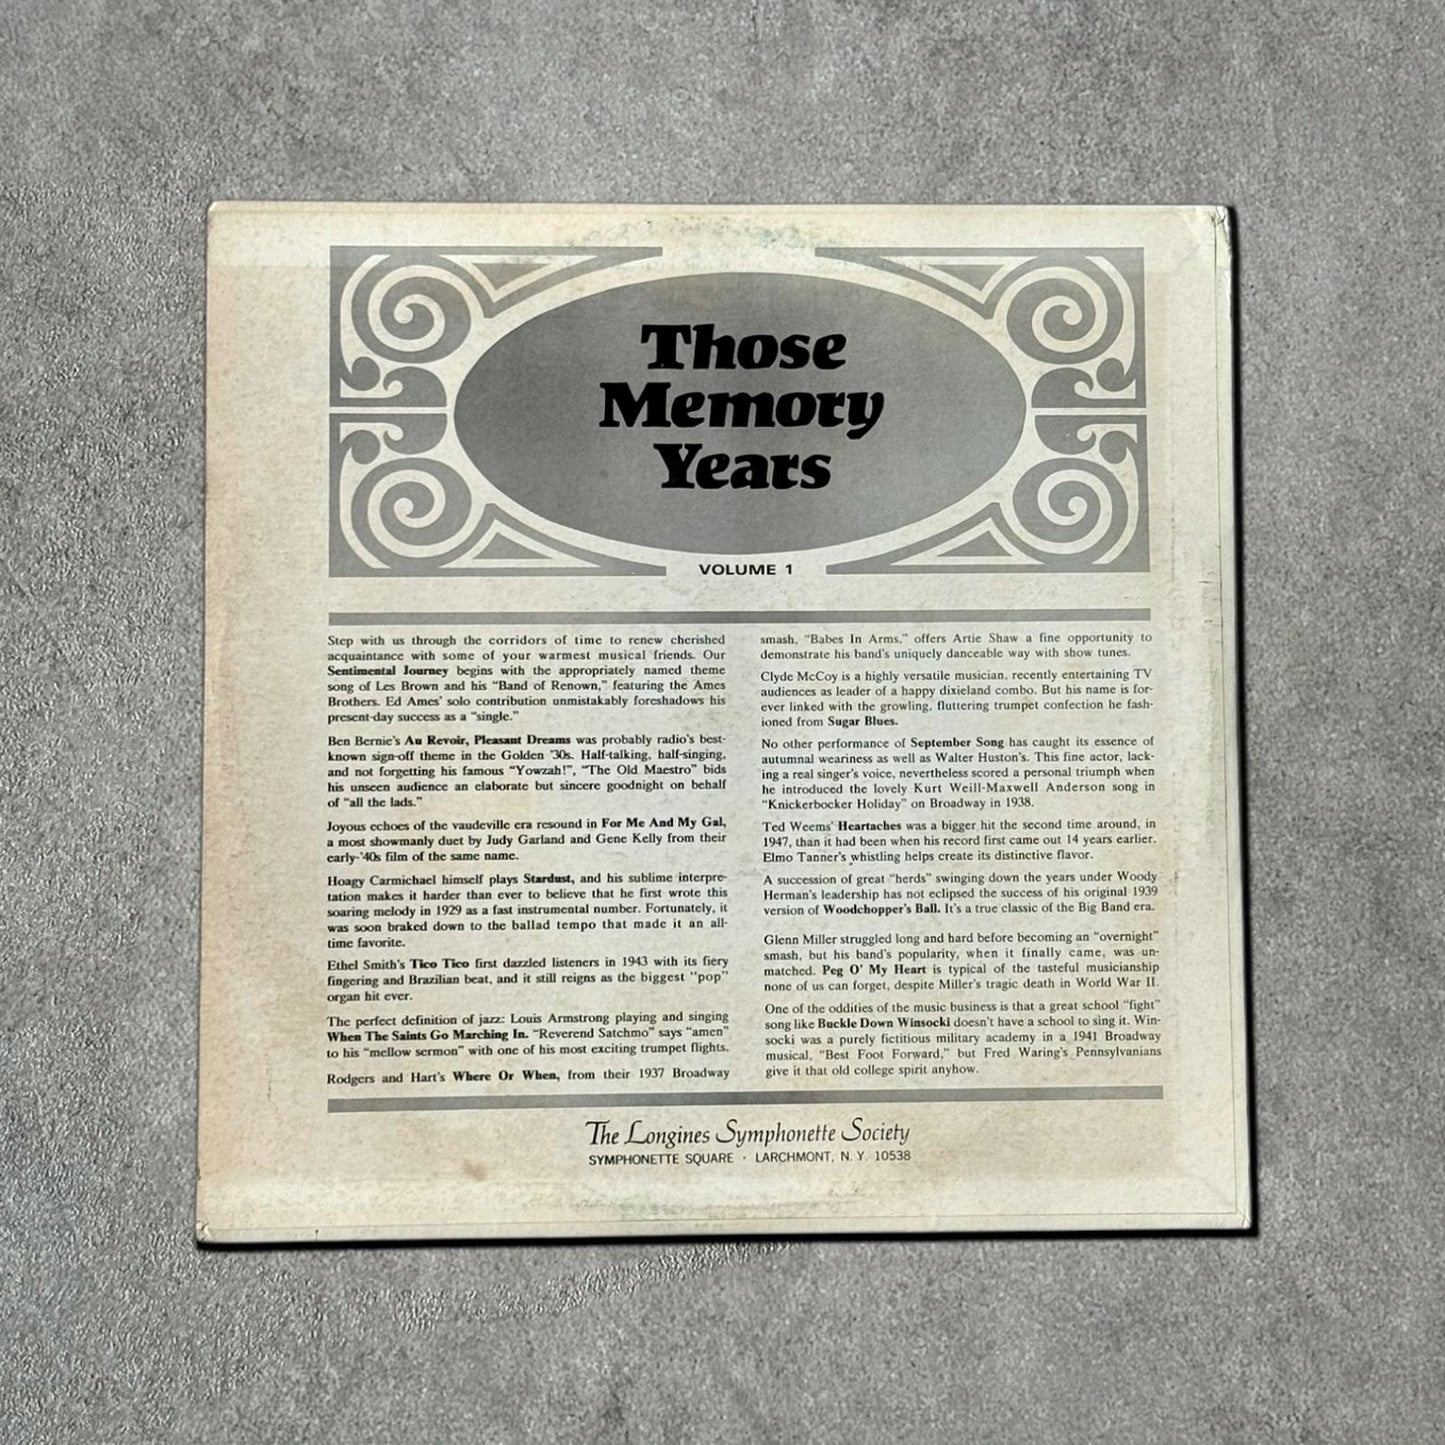 Those
Memory
Years
VOLUME 1
Step with us through the corridors of time to renew cherished
acquaintance with some of your warmest musical friends. Our
Sentimental Journey begins with the appropriately named theme
song of Les Brown and his "Band of Renown," featuring the Ames
Brothers. Ed Ames' solo contribution unmistakably foreshadows his
present-day success as a "single."
Ben Bernie's Au Revoir, Pleasant Dreams was probably radio's best-
known sign-off theme in the Golden '30s. Half-talking, half-singing,
and not forgetting his famous "Yowzah!", "The Old Maestro" bids
his unseen audience an elaborate but sincere goodnight on behalf
of "all the lads."
Joyous echoes of the vaudeville era resound in For Me And My Gal,
a most showmanly duet by Judy Garland and Gene Kelly from their
early-'40s film of the same name.
Hoagy Carmichael himself plays Stardust, and his sublime interpre-
tation makes it harder than ever to believe that he first wrote this
soaring melody in 1929 as a fast instrumental number. Fortunately, it
was soon braked down to the ballad tempo that made it an all-
time favorite.
Ethel Smith's Tico Tico first dazzled listeners in 1943 with its fiery
fingering and Brazilian beat, and it still reigns as the biggest "pop"
organ hit ever.
The perfect definition of jazz: Louis Armstrong playing and singing
When The Saints Go Marching In. "Reverend Satchmo" says "amen"
to his "mellow sermon" with one of his most exciting trumpet flights.
Rodgers and Hart's Where Or When, from their 1937 Broadway
smash, "Babes In Arms," offers Artie Shaw a fine opportunity to
demonstrate his band's uniquely danceable way with show tunes.
Clyde McCoy is a highly versatile musician, recently entertaining TV
audiences as leader of a happy dixieland combo. But his name is for-
ever linked with the growling, fluttering trumpet confection he fash-
ioned from Sugar Blues.
No other performance of September Song has caught its essence of
autumnal weariness as well as Walter Huston's. This fine actor, lack-
ing a real singer's voice, nevertheless scored a personal triumph when
he introduced the lovely Kurt Weill-Maxwell Anderson song in
"Knickerbocker Holiday" on Broadway in 1938.
Ted Weems' Heartaches was a bigger hit the second time around, in
1947, than it had been when his record first came out 14 years earlier.
Elmo Tanner's whistling helps create its distinctive flavor.
A succession of great "herds" swinging down the years under Woody
Herman's leadership has not eclipsed the success of his original 1939
version of Woodchopper's Ball. It's a true classic of the Big Band era.
Glenn Miller struggled long and hard before becoming an "overnight"
smash, but his band's popularity, when it finally came, was un-
matched. Peg O' My Heart is typical of the tasteful musicianship
none of us can forget, despite Miller's tragic death in World War II.
One of the oddities of the music business is that a great school "fight"
song like Buckle Down Winsocki doesn't have a school to sing it. Win-
socki was a purely fictitious military academy in a 1941 Broadway
musical, "Best Foot Forward," but Fred Waring's Pennsylvanians
give it that old college spirit anyhow.
The Longines Symphonette Society
SYMPHONETTE SQUARE · LARCHMONT, N. Y. 10538